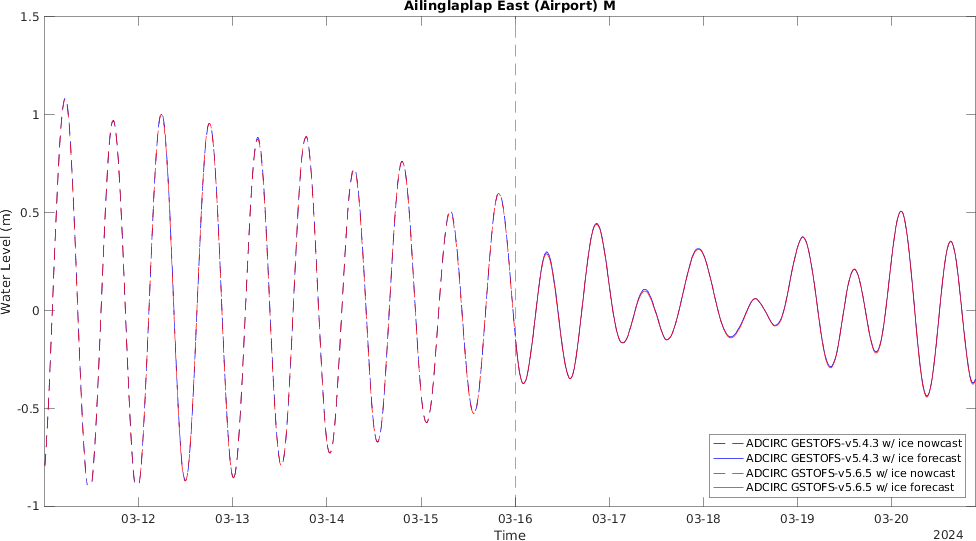 Ailinglaplap East (Airport) M
1.5
1
0.5
0
-0.5
-1
Water Level (m)
03-12
03-13
03-14
03-15
03-16
03-17
03-18
03-19
03-20
Time
2024
ADCIRC GESTOFS-v5.4.3 w/ ice nowcast
ADCIRC GESTOFS-v5.4.3 w/ ice forecast
ADCIRC GSTOFS-v5.6.5 w/ ice nowcast
ADCIRC GSTOFS-v5.6.5 w/ ice forecast